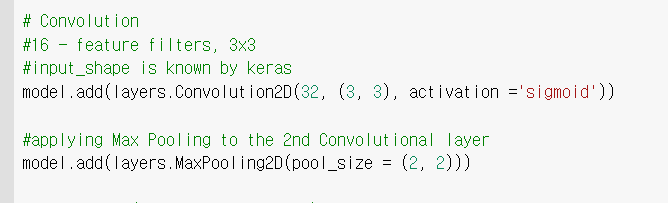 # Convolution
#16 - feature filters, 3x3
#input_shape is known by keras
model.add(layers.Convolution2D(32, (3, 3), activation ='sigmoid'))
#applying Max Pooling to the 2nd Convolutional layer
model.add(layers.MaxPooling2D(pool_size = (2, 2)))